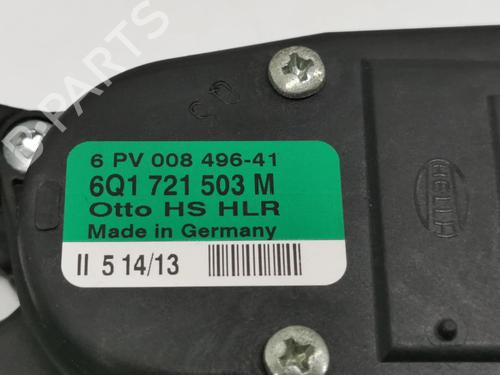 B-PARTS
6 PV 008 496-41
6Q1 721 503 M
Otto HS HLR
Made in Germany
II 5 14/13
HELLA